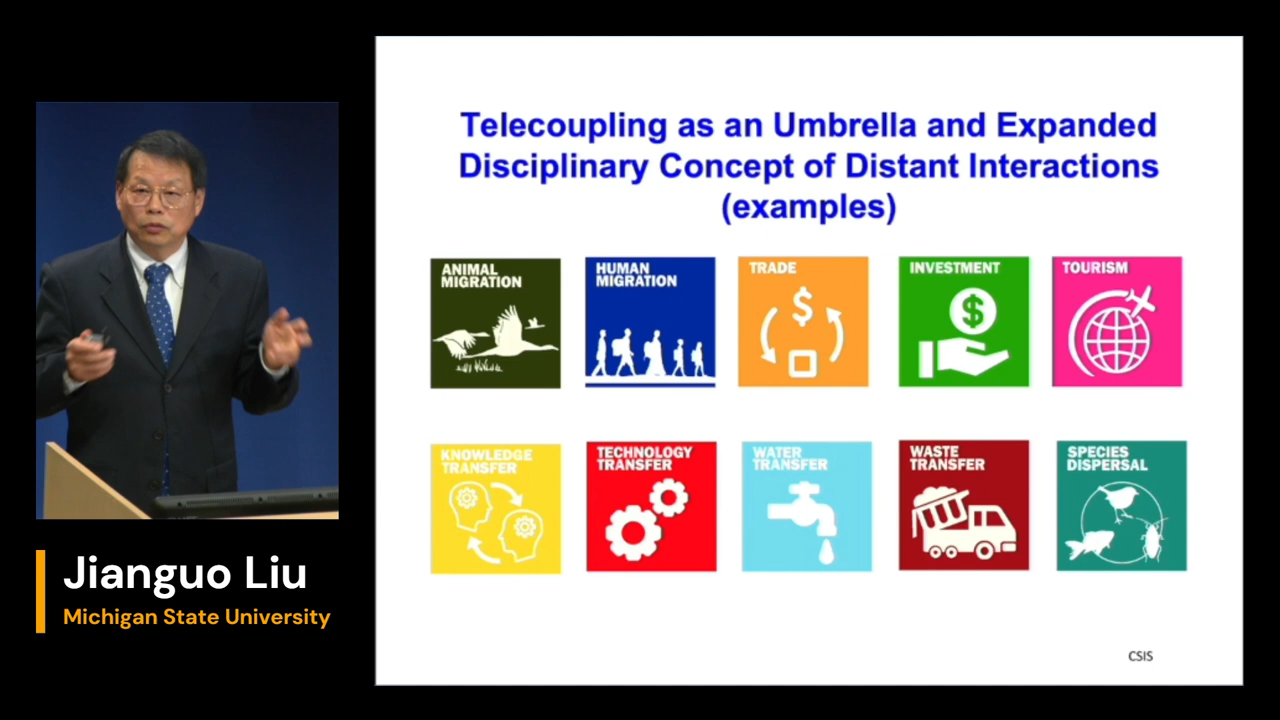 Telecoupling as an Umbrella and Expanded
Disciplinary Concept of Distant Interactions
(examples)
ANIMAL
MIGRATION
HUMAN
MIGRATION
TRADE
$
INVESTMENT
$
TOURISM
KNOWLEDGE
TRANSFER
TECHNOLOGY
TRANSFER
WATER
TRANSFER
WASTE
TRANSFER
SPECIES
DISPERSAL
Jianguo Liu
Michigan State University
CSIS